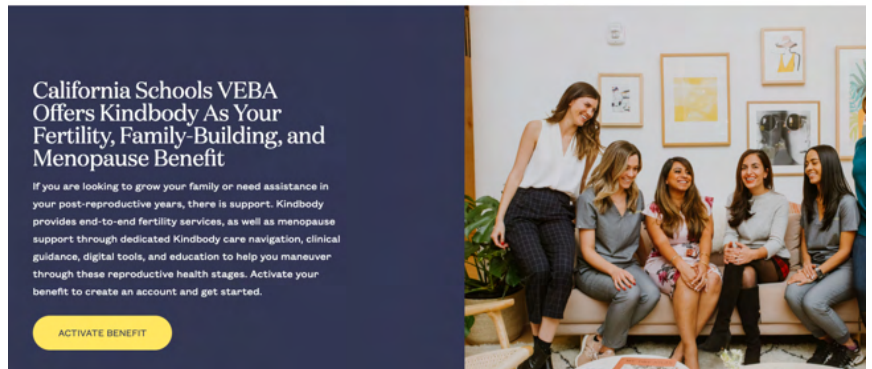 California Schools VEBA
Offers Kindbody As Your
Fertility, Family-Building, and
Menopause Benefit
If you are looking to grow your family or need assistance in
your post-reproductive years, there is support. Kindbody
provides end-to-end fertility services, as well as menopause
support through dedicated Kindbody care navigation, clinical
guidance, digital tools, and education to help you maneuver
through these reproductive health stages. Activate your
benefit to create an account and get started.
ACTIVATE BENEFIT